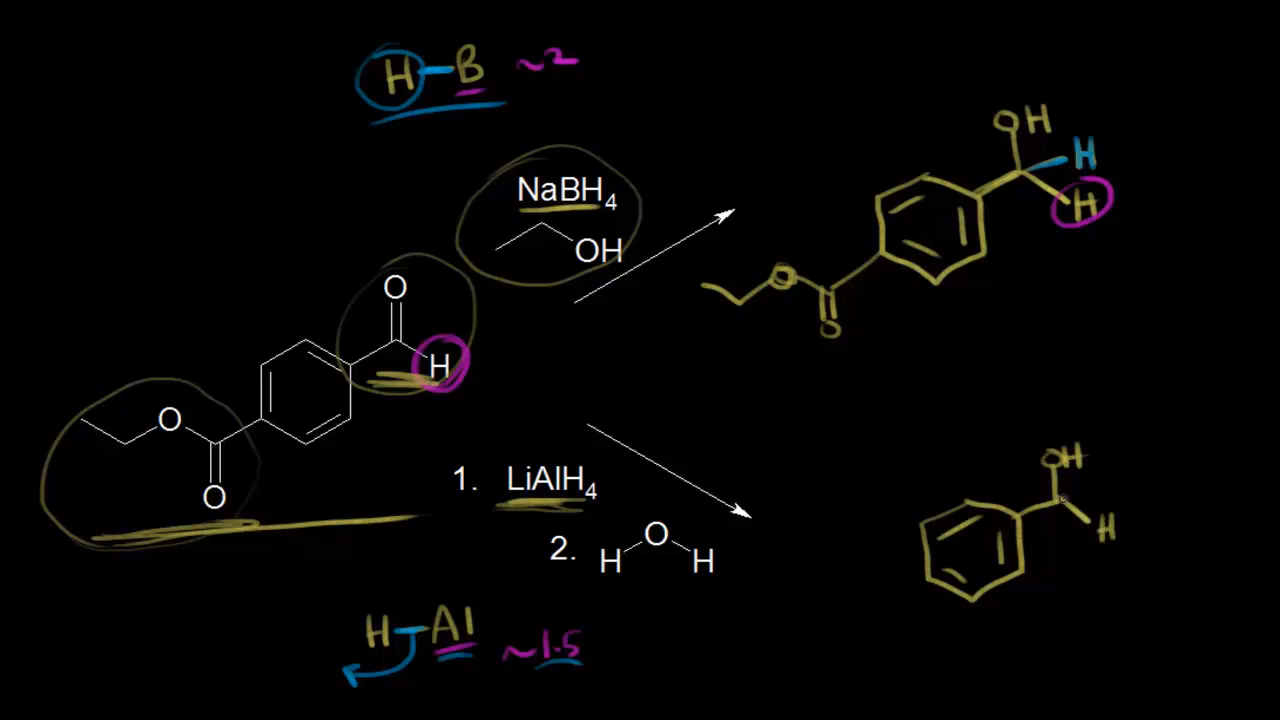 H-B ~2
NaBH4
OH
O
H
O
O
OH
H
H
O
O
1. LiAlH4
2. H O H
H-Al ~1.5
OH
H